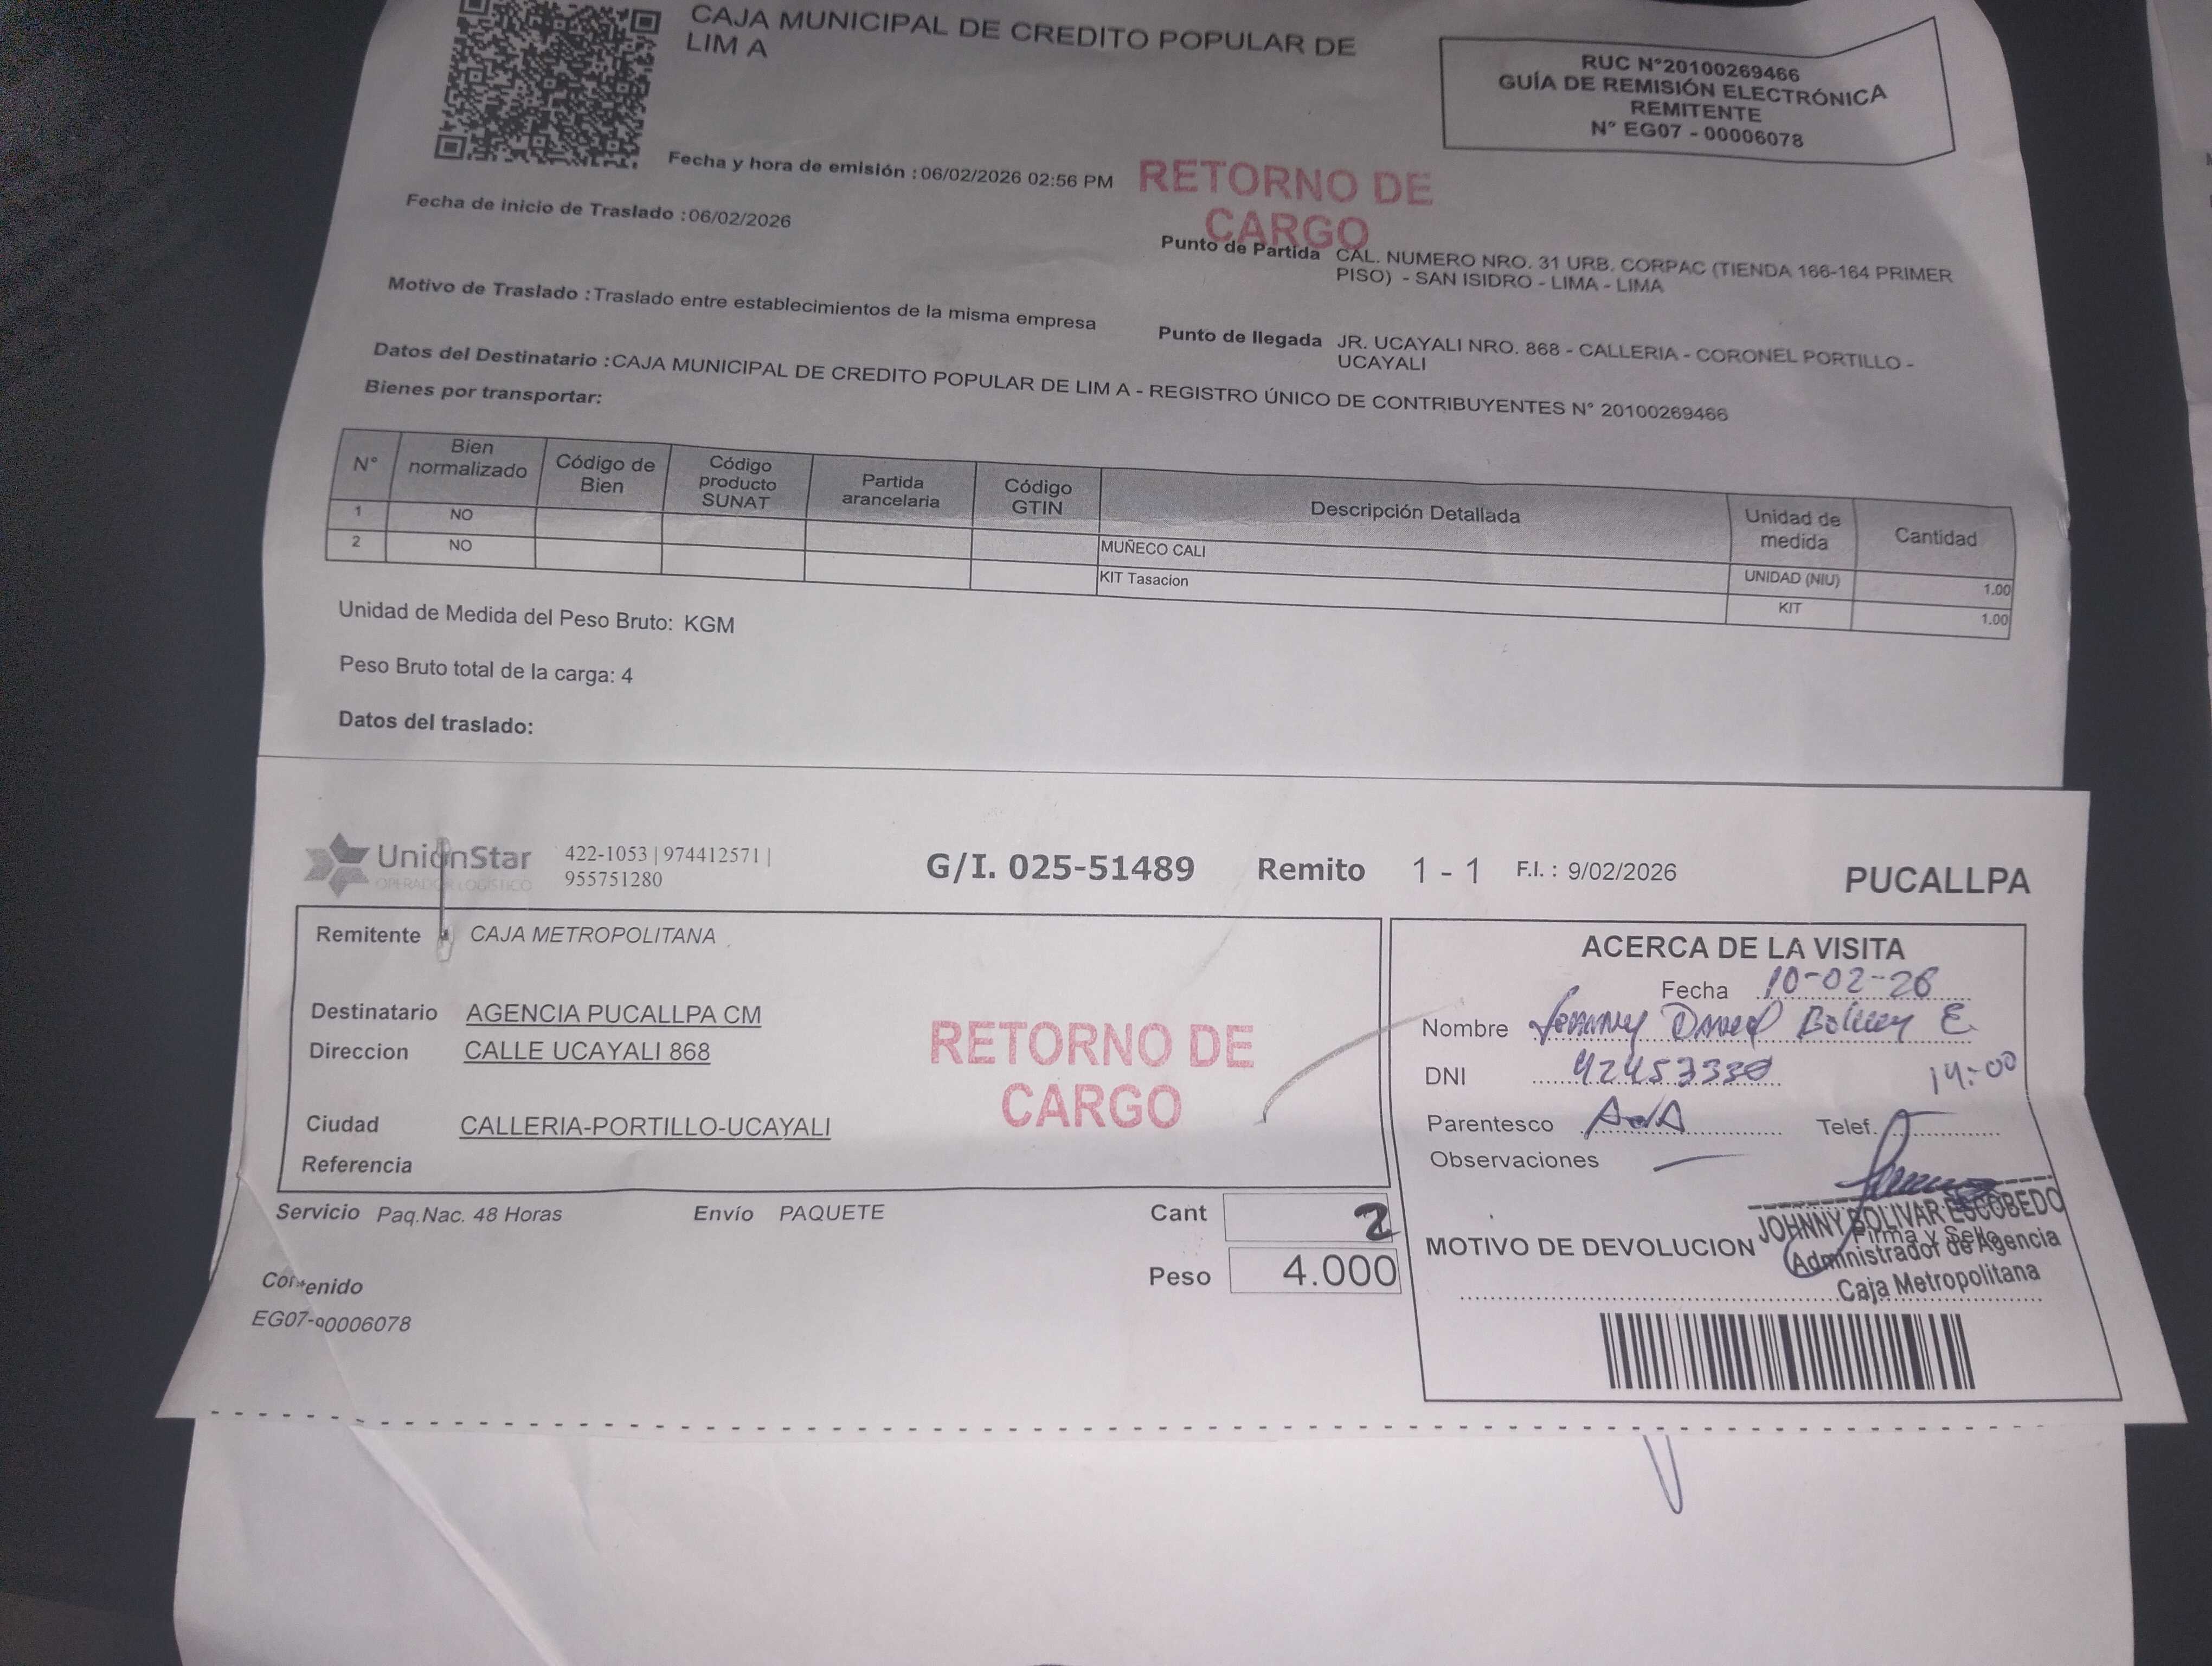 CAJA MUNICIPAL DE CREDITO POPULAR DE
LIM A
RUC N°20100269466
GUÍA DE REMISIÓN ELECTRÓNICA
REMITENTE
N° EG07 - 00006078
Fecha y hora de emisión : 06/02/2026 02:56 PM
RETORNO DE
CARGO
Fecha de inicio de Traslado : 06/02/2026
Punto de Partida CAL. NUMERO NRO. 31 URB. CORPAC (TIENDA 166-164 PRIMER
PISO) - SAN ISIDRO - LIMA - LIMA
Motivo de Traslado : Traslado entre establecimientos de la misma empresa
Punto de llegada JR. UCAYALI NRO. 868 - CALLERIA - CORONEL PORTILLO -
UCAYALI
Datos del Destinatario : CAJA MUNICIPAL DE CREDITO POPULAR DE LIM A - REGISTRO ÚNICO DE CONTRIBUYENTES N° 20100269466
Bienes por transportar:
N° Bien normalizado Código de Bien Código producto SUNAT Partida arancelaria Código GTIN Descripción Detallada Unidad de medida Cantidad
1 NO MUÑECO CALI UNIDAD (NIU) 1.00
2 NO KIT Tasacion KIT 1.00
Unidad de Medida del Peso Bruto: KGM
Peso Bruto total de la carga: 4
Datos del traslado:
UnionStar
OPERADOR LOGÍSTICO
422-1053 | 974412571 |
955751280
G/I. 025-51489 Remito 1 - 1 F.I. : 9/02/2026 PUCALLPA
Remitente CAJA METROPOLITANA
Destinatario AGENCIA PUCALLPA CM
Direccion CALLE UCAYALI 868
Ciudad CALLERIA-PORTILLO-UCAYALI
Referencia
RETORNO DE
CARGO
Servicio Paq.Nac. 48 Horas Envío PAQUETE Cant 2
Peso 4.000
Contenido
EG07-00006078
ACERCA DE LA VISITA
Fecha 10-02-26
Nombre
DNI
14:00
Parentesco AdA Telef.
Observaciones
MOTIVO DE DEVOLUCION
Firma y Sello
JOHNNY BOLIVAR ESCOBEDO
Administrador de Agencia
Caja Metropolitana